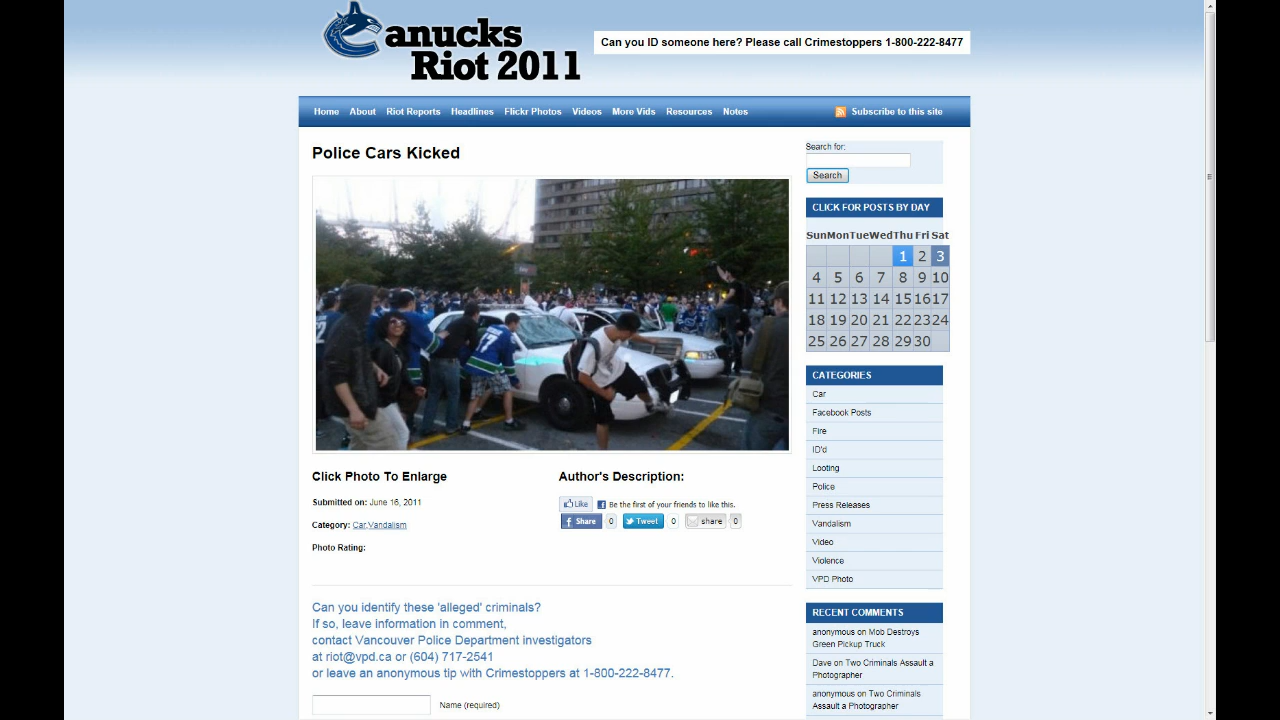 anucks
Riot 2011
Can you ID someone here? Please call Crimestoppers 1-800-222-8477
Home About Riot Reports Headlines Flickr Photos Videos More Vids Resources Notes
Subscribe to this site
Police Cars Kicked
17
Click Photo To Enlarge
Submitted on: June 16, 2011
Category: Car,Vandalism
Photo Rating:
Author's Description:
Like Be the first of your friends to like this.
Share 0 Tweet 0 share 0
Can you identify these 'alleged' criminals?
If so, leave information in comment,
contact Vancouver Police Department investigators
at riot@vpd.ca or (604) 717-2541
or leave an anonymous tip with Crimestoppers at 1-800-222-8477.
Name (required)
Search for:
Search
CLICK FOR POSTS BY DAY
Sun Mon Tue Wed Thu Fri Sat
1 2 3
4 5 6 7 8 9 10
11 12 13 14 15 16 17
18 19 20 21 22 23 24
25 26 27 28 29 30
CATEGORIES
Car
Facebook Posts
Fire
ID'd
Looting
Police
Press Releases
Vandalism
Video
Violence
VPD Photo
RECENT COMMENTS
anonymous on Mob Destroys
Green Pickup Truck
Dave on Two Criminals Assault a
Photographer
anonymous on Two Criminals
Assault a Photographer